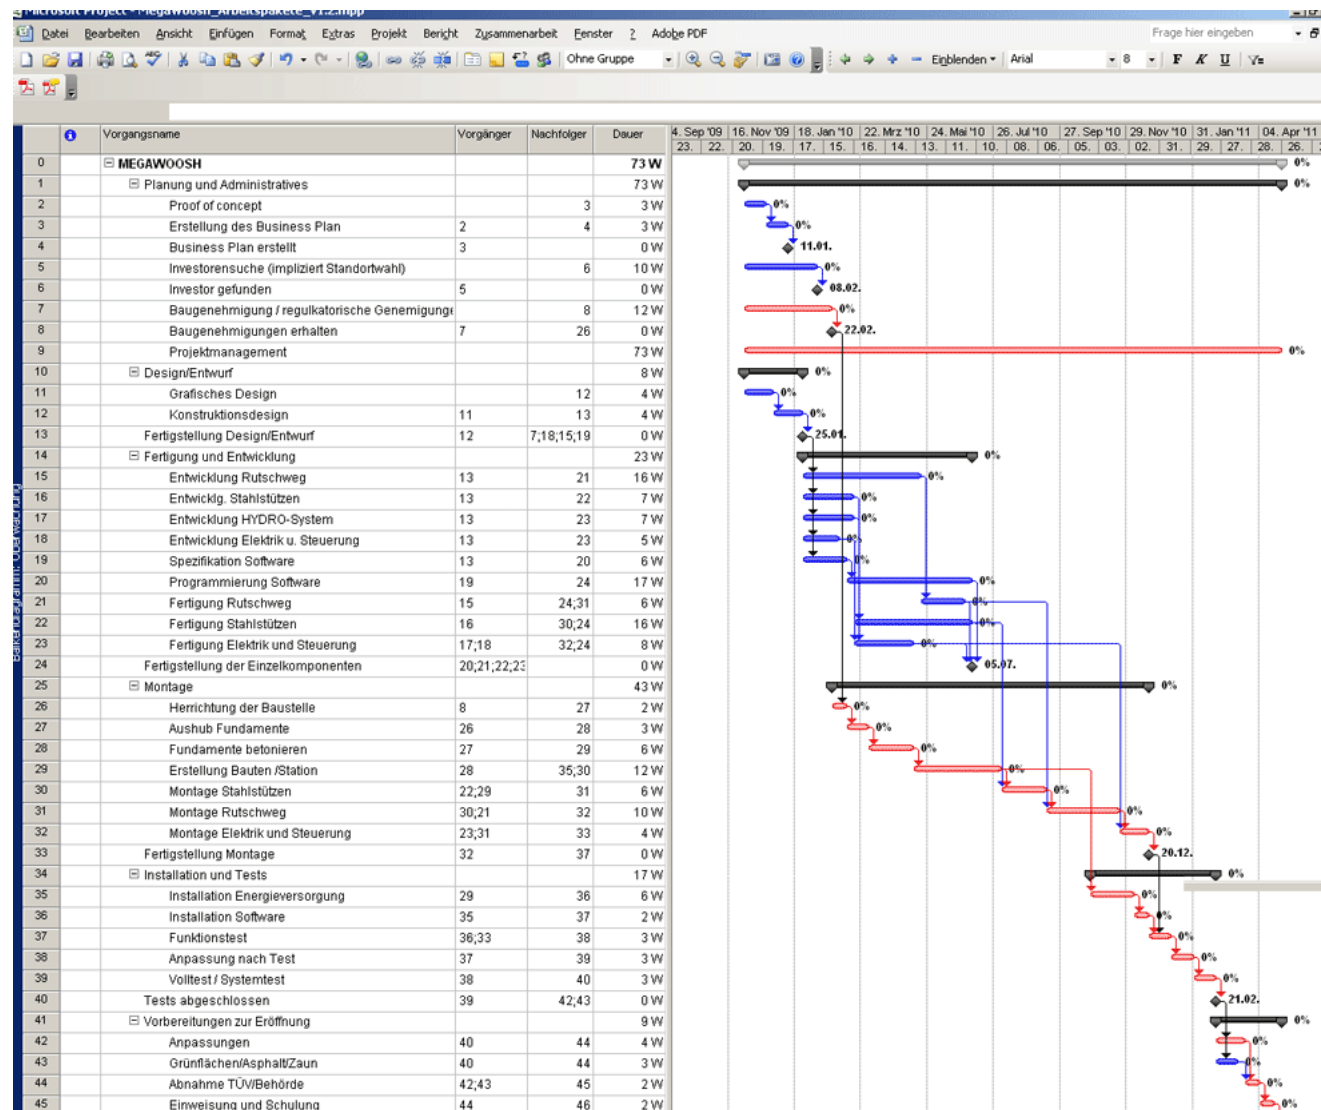 Microsoft Project - MegaWoosh_Arbeitspakete_V1.2.mpp
Datei Bearbeiten Ansicht Einfügen Format Extras Projekt Bericht Zusammenarbeit Fenster ? Adobe PDF Frage hier eingeben
Ohne Gruppe Einblenden Arial 8 F K U
Vorgangsname Vorgänger Nachfolger Dauer 4. Sep '09 16. Nov '09 18. Jan '10 22. Mrz '10 24. Mai '10 26. Jul '10 27. Sep '10 29. Nov '10 31. Jan '11 04. Apr '11
23. 22. 20. 19. 17. 15. 16. 14. 13. 11. 10. 08. 06. 05. 03. 02. 31. 29. 27. 28. 26.
0 MEGAWOOSH 73 W 0%
1 Planung und Administratives 73 W 0%
2 Proof of concept 3 3 W 0%
3 Erstellung des Business Plan 2 4 3 W 0%
4 Business Plan erstellt 3 0 W 11.01.
5 Investorensuche (impliziert Standortwahl) 6 10 W 0%
6 Investor gefunden 5 0 W 08.02.
7 Baugenehmigung / regulkatorische Genemigunge 8 12 W 0%
8 Baugenehmigungen erhalten 7 26 0 W 22.02.
9 Projektmanagement 73 W 0%
10 Design/Entwurf 8 W 0%
11 Grafisches Design 12 4 W 0%
12 Konstruktionsdesign 11 13 4 W 0%
13 Fertigstellung Design/Entwurf 12 7;18;15;19 0 W 25.01.
14 Fertigung und Entwicklung 23 W 0%
15 Entwicklung Rutschweg 13 21 16 W 0%
16 Entwicklg. Stahlstützen 13 22 7 W 0%
17 Entwicklung HYDRO-System 13 23 7 W 0%
18 Entwicklung Elektrik u. Steuerung 13 23 5 W 0%
19 Spezifikation Software 13 20 6 W 0%
20 Programmierung Software 19 24 17 W 0%
21 Fertigung Rutschweg 15 24;31 6 W 0%
22 Fertigung Stahlstützen 16 30;24 16 W 0%
23 Fertigung Elektrik und Steuerung 17;18 32;24 8 W 0%
24 Fertigstellung der Einzelkomponenten 20;21;22;23 0 W 05.07.
25 Montage 43 W 0%
26 Herrichtung der Baustelle 8 27 2 W 0%
27 Aushub Fundamente 26 28 3 W 0%
28 Fundamente betonieren 27 29 6 W 0%
29 Erstellung Bauten /Station 28 35;30 12 W 0%
30 Montage Stahlstützen 22;29 31 6 W 0%
31 Montage Rutschweg 30;21 32 10 W 0%
32 Montage Elektrik und Steuerung 23;31 33 4 W 0%
33 Fertigstellung Montage 32 37 0 W 20.12.
34 Installation und Tests 17 W 0%
35 Installation Energieversorgung 29 36 6 W 0%
36 Installation Software 35 37 2 W 0%
37 Funktionstest 36;33 38 3 W 0%
38 Anpassung nach Test 37 39 3 W 0%
39 Volltest / Systemtest 38 40 3 W 0%
40 Tests abgeschlossen 39 42;43 0 W 21.02.
41 Vorbereitungen zur Eröffnung 9 W 0%
42 Anpassungen 40 44 4 W 0%
43 Grünflächen/Asphalt/Zaun 40 44 3 W 0%
44 Abnahme TÜV/Behörde 42;43 45 2 W 0%
45 Einweisung und Schulung 44 46 2 W 0%
Balkendiagramm: Überwachung